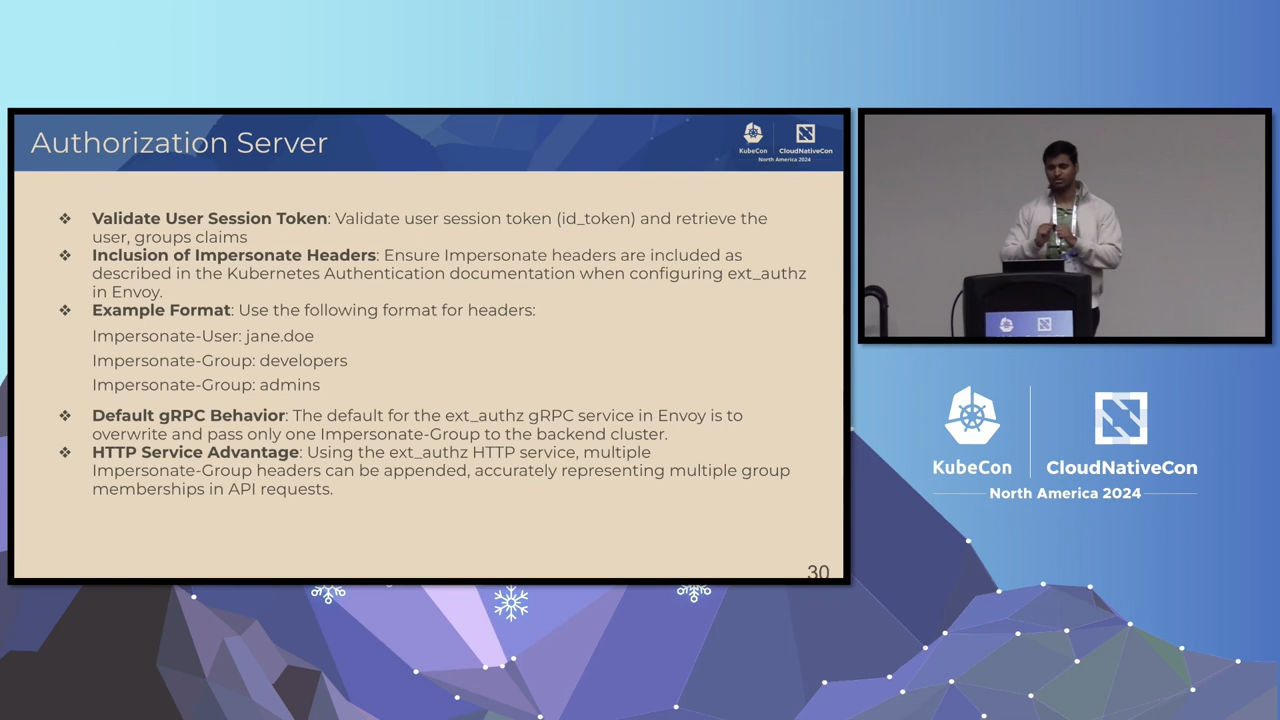 Authorization Server
KubeCon
CloudNativeCon
North America 2024
❖ Validate User Session Token: Validate user session token (id_token) and retrieve the
user, groups claims
❖ Inclusion of Impersonate Headers: Ensure Impersonate headers are included as
described in the Kubernetes Authentication documentation when configuring ext_authz
in Envoy.
❖ Example Format: Use the following format for headers:
Impersonate-User: jane.doe
Impersonate-Group: developers
Impersonate-Group: admins
❖ Default gRPC Behavior: The default for the ext_authz gRPC service in Envoy is to
overwrite and pass only one Impersonate-Group to the backend cluster.
❖ HTTP Service Advantage: Using the ext_authz HTTP service, multiple
Impersonate-Group headers can be appended, accurately representing multiple group
memberships in API requests.
30
KubeCon
CloudNativeCon
North America 2024